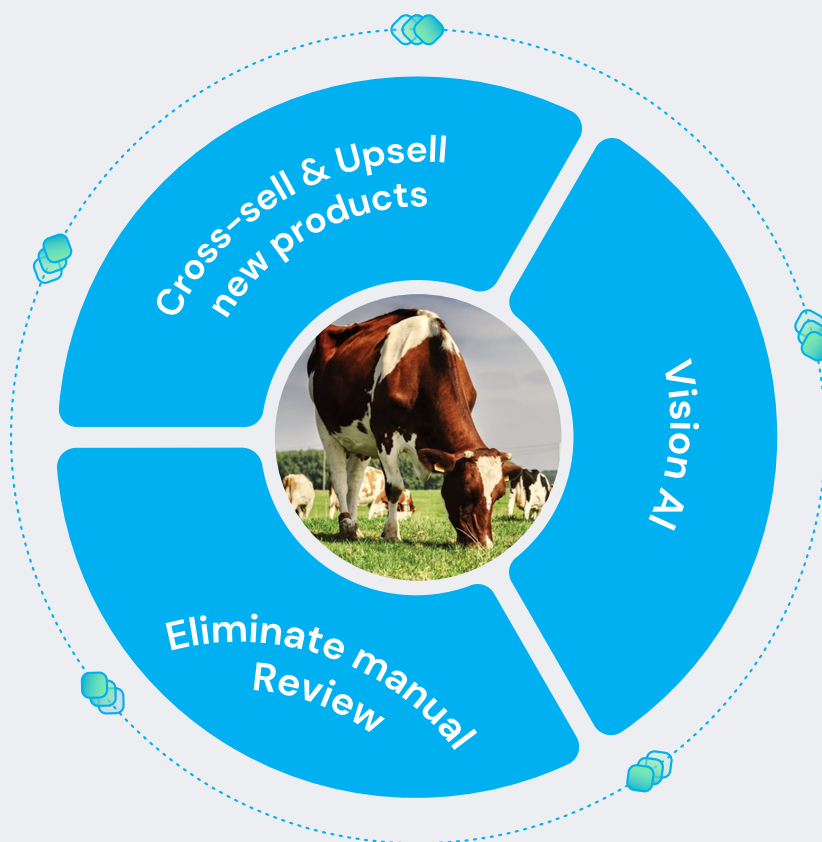 Cross-sell & Upsell
new products
Vision AI
Eliminate manual
Review